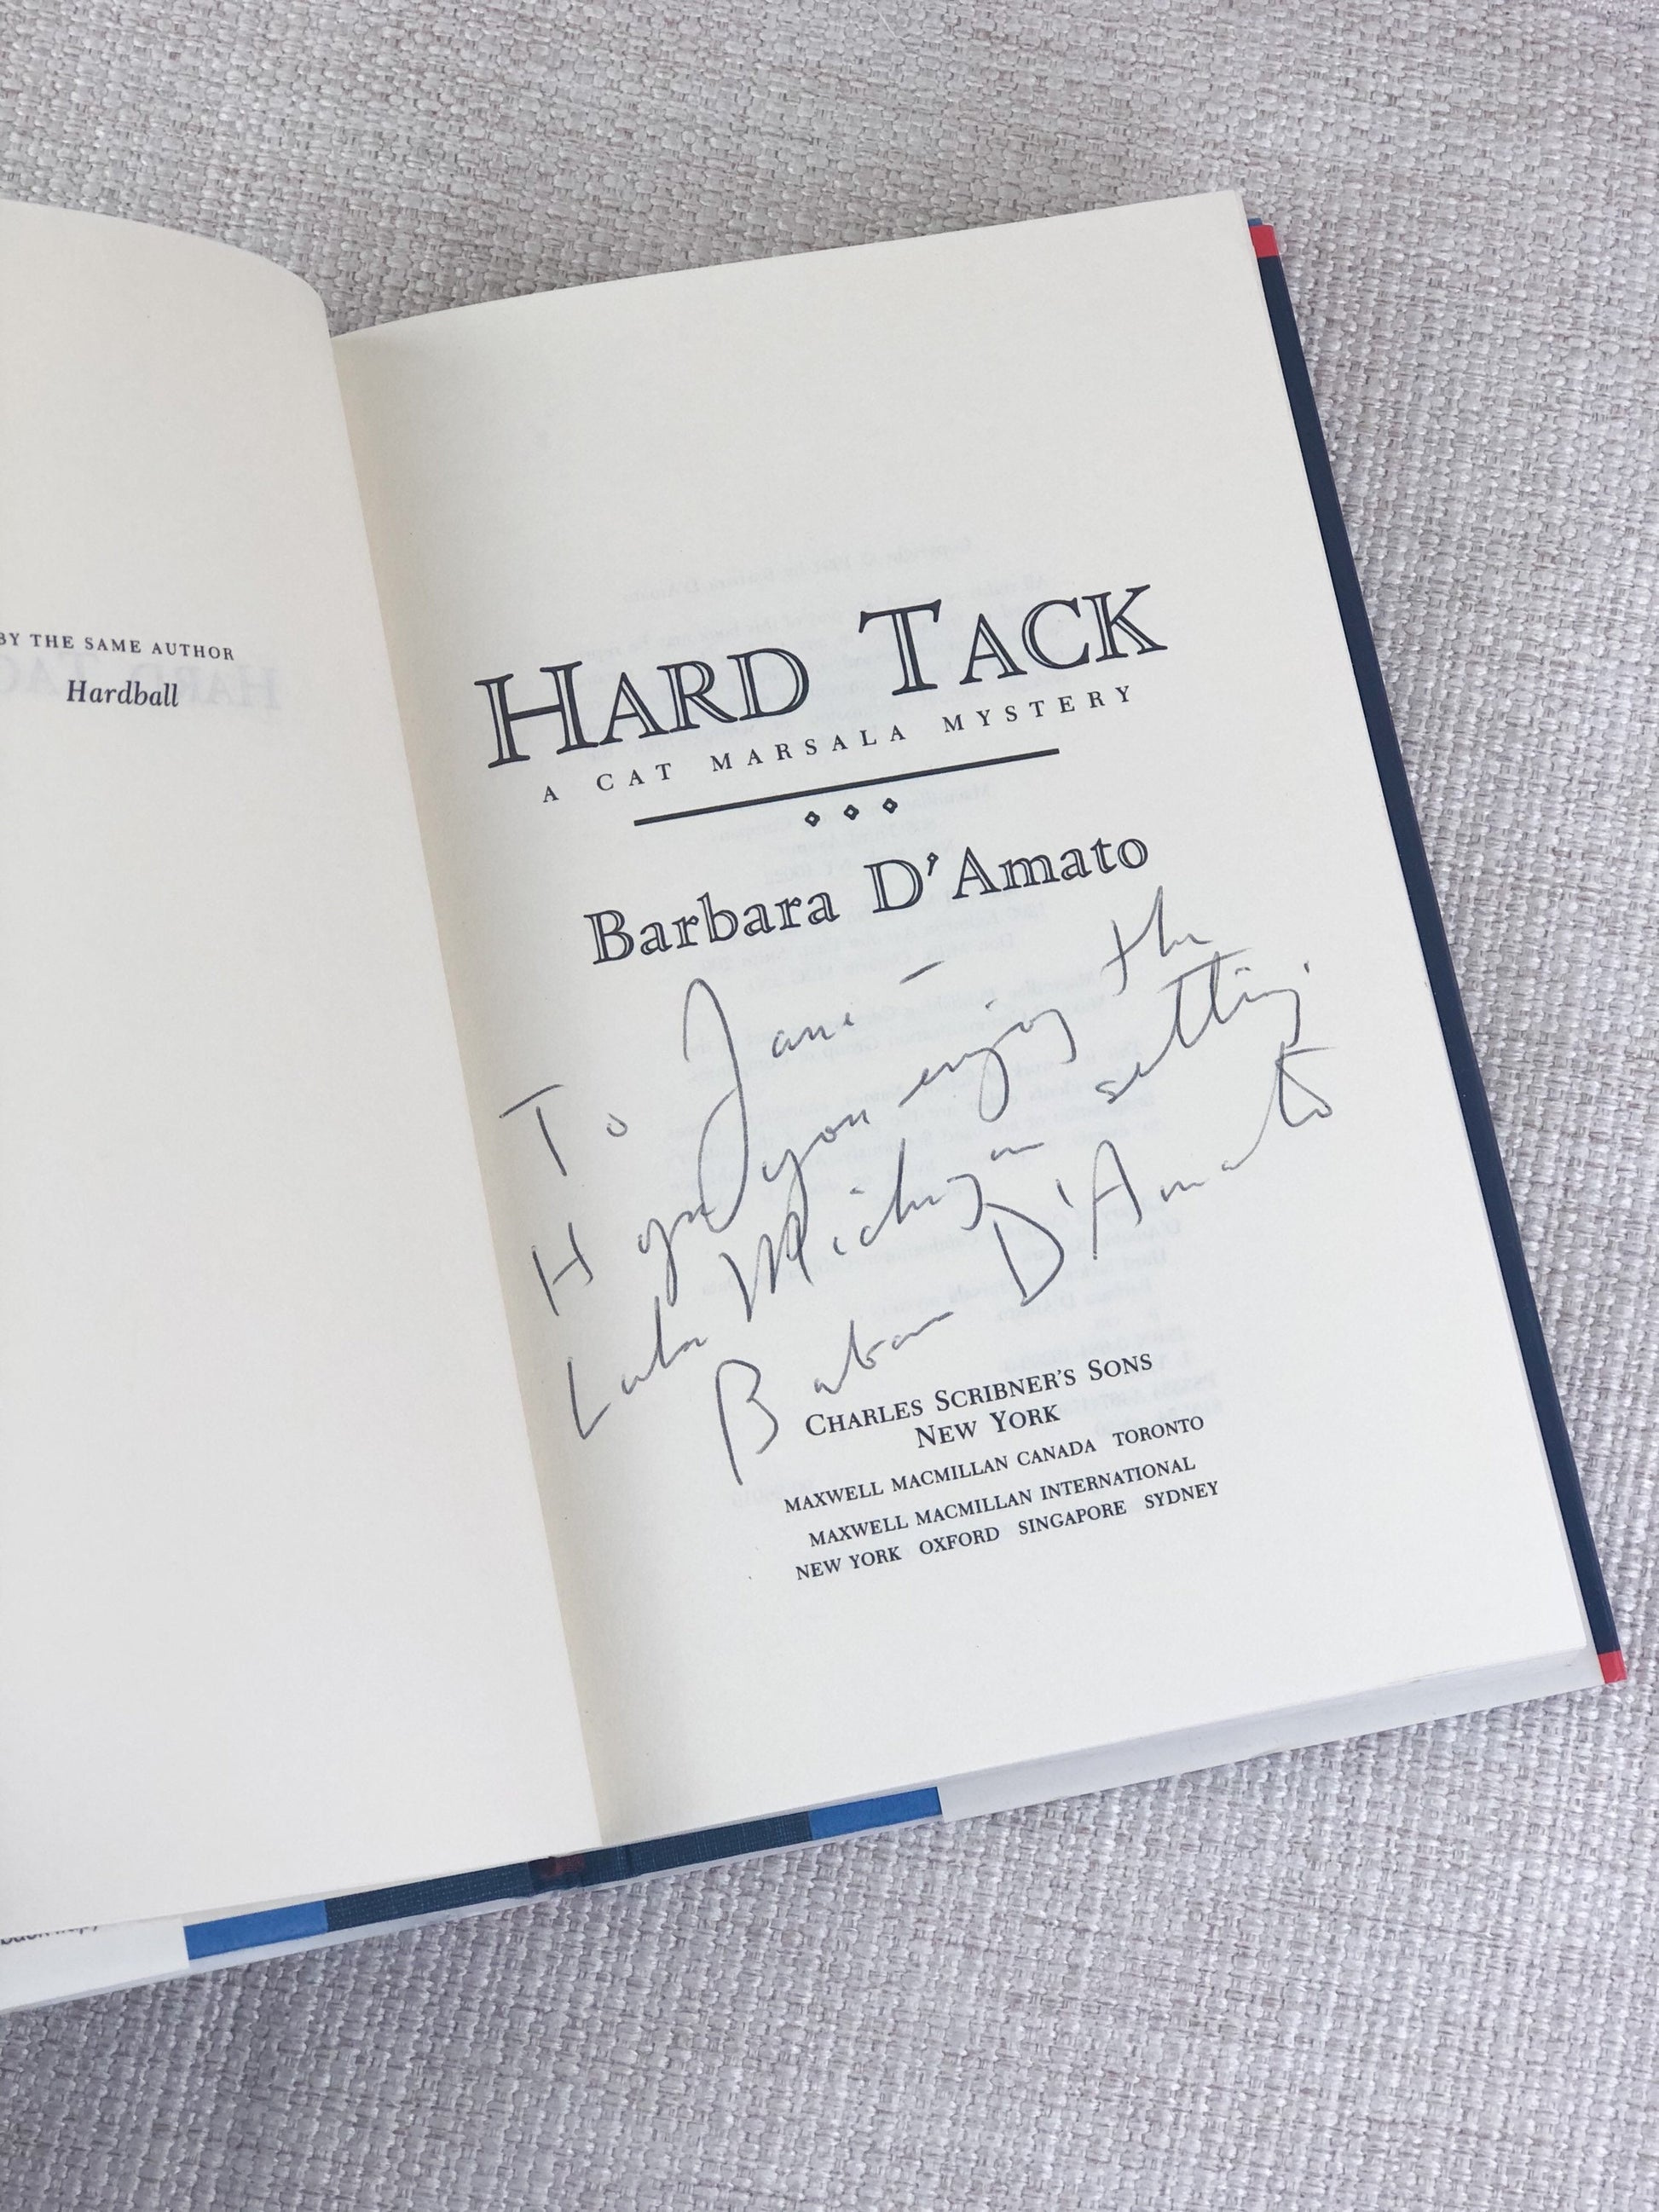 BY THE SAME AUTHOR
Hardball
HARD TACK
A CAT MARSALA MYSTERY
Barbara D'Amato
To Jane –
Hope you enjoy the
Lake Michigan setting.
Barbara D'Amato
CHARLES SCRIBNER'S SONS
NEW YORK
MAXWELL MACMILLAN CANADA TORONTO
MAXWELL MACMILLAN INTERNATIONAL
NEW YORK OXFORD SINGAPORE SYDNEY